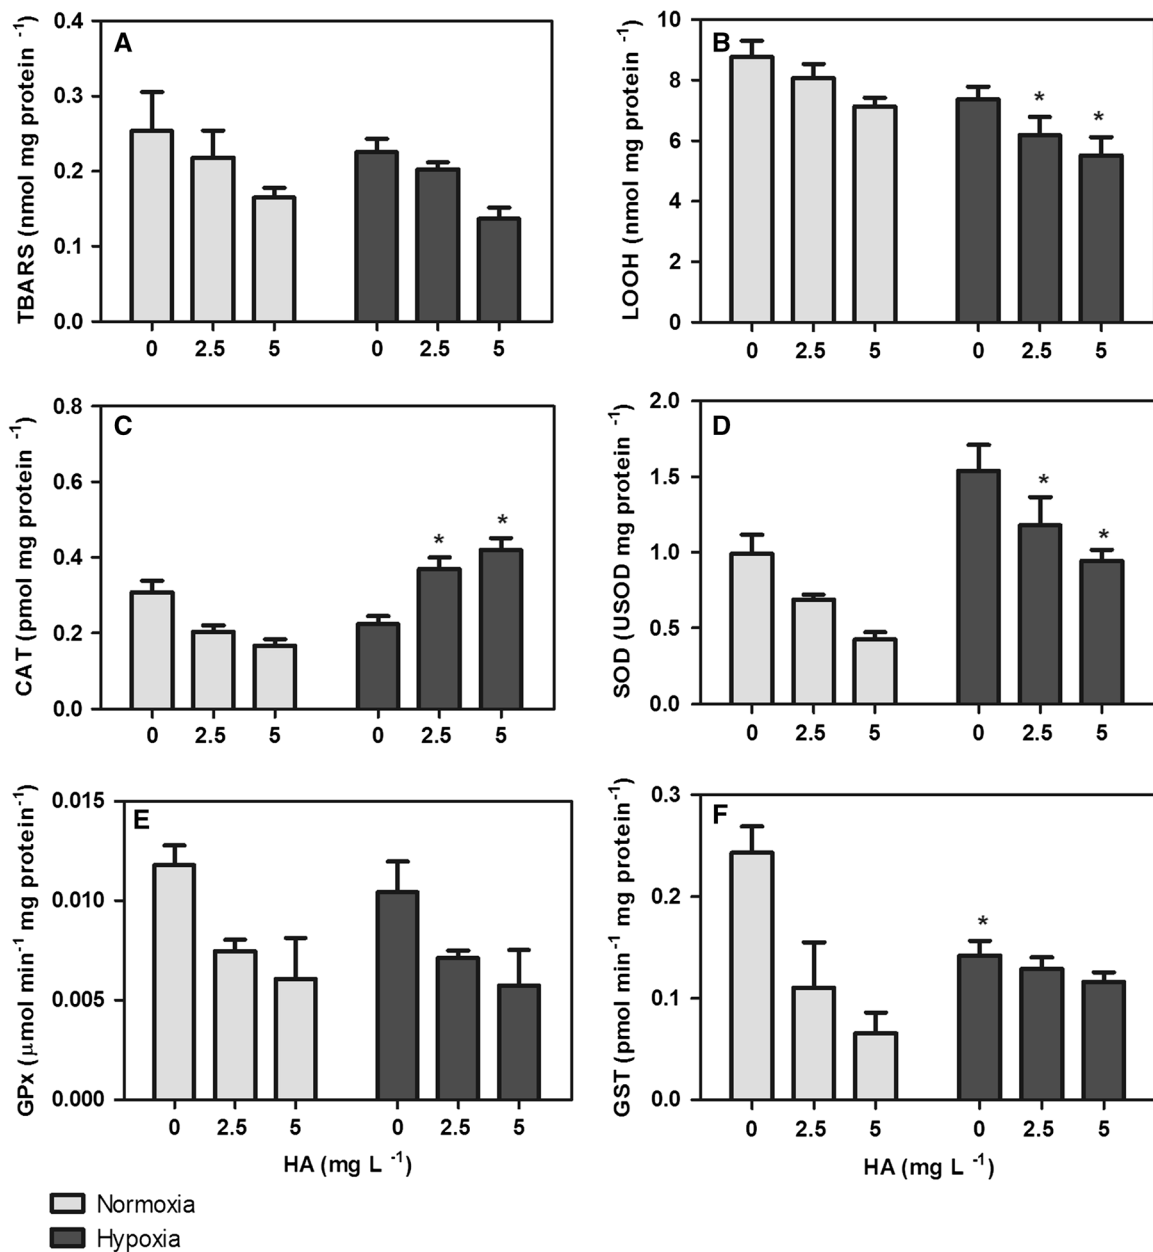 A
TBARS (nmol mg protein -1)
0.4
0.3
0.2
0.1
0.0
0 2.5 5 0 2.5 5
B
LOOH (nmol mg protein -1)
10
8
6
4
2
0
* *
0 2.5 5 0 2.5 5
C
CAT (pmol mg protein -1)
0.8
0.6
0.4
0.2
0.0
* *
0 2.5 5 0 2.5 5
D
SOD (USOD mg protein -1)
2.0
1.5
1.0
0.5
0.0
* *
0 2.5 5 0 2.5 5
E
GPx (μmol min-1 mg protein-1)
0.015
0.010
0.005
0.000
0 2.5 5 0 2.5 5
HA (mg L -1)
F
GST (pmol min-1 mg protein-1)
0.3
0.2
0.1
0.0
*
0 2.5 5 0 2.5 5
HA (mg L -1)
Normoxia
Hypoxia